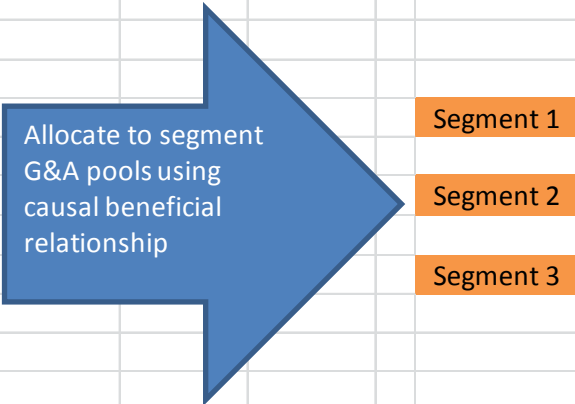 Allocate to segment
G&A pools using
causal beneficial
relationship
Segment 1
Segment 2
Segment 3